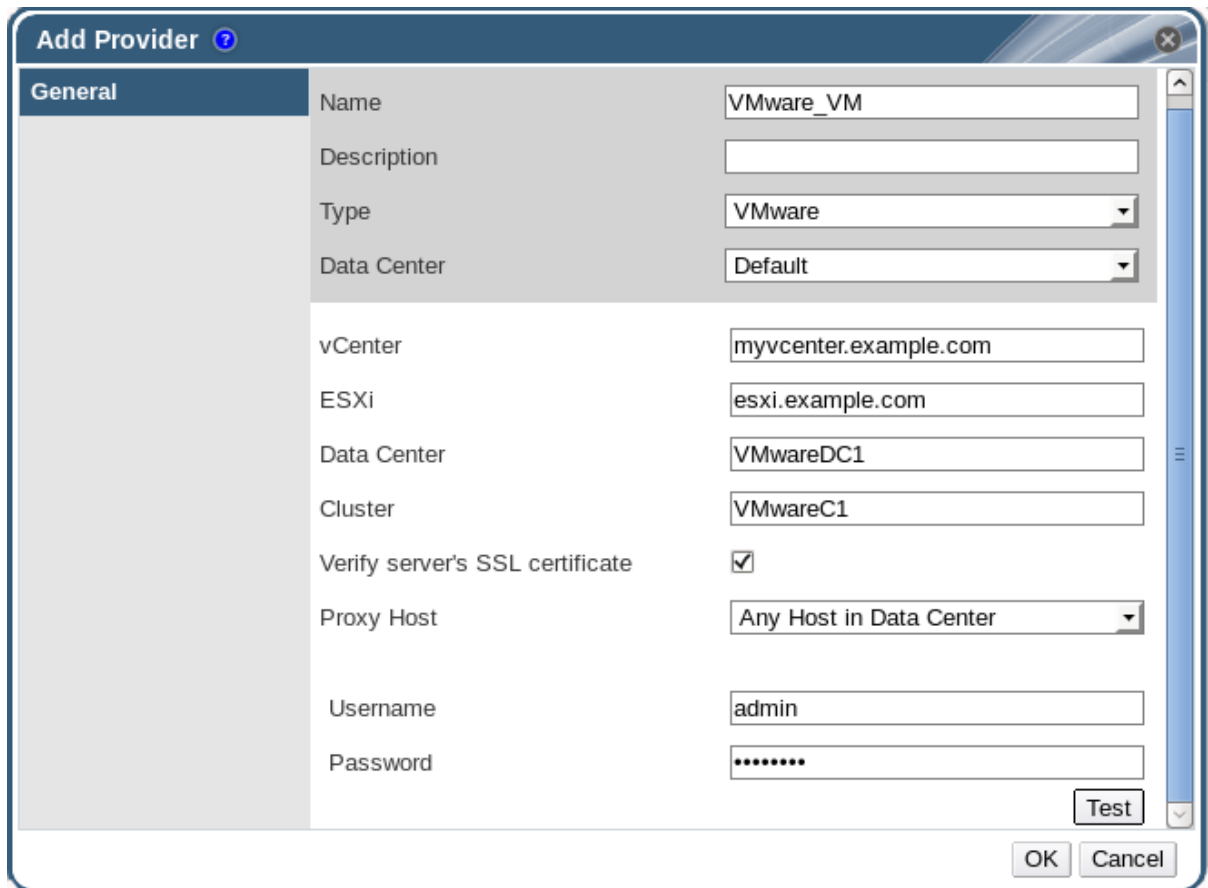 Add Provider ?
General
Name VMware_VM
Description
Type VMware
Data Center Default
vCenter myvcenter.example.com
ESXi esxi.example.com
Data Center VMwareDC1
Cluster VMwareC1
Verify server's SSL certificate
Proxy Host Any Host in Data Center
Username admin
Password ••••••••
Test
OK Cancel